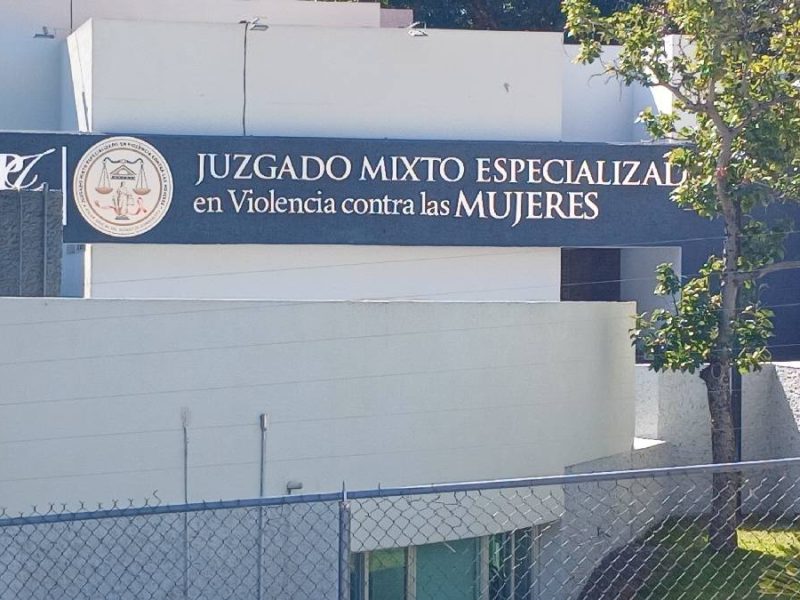 JUZGADO MIXTO ESPECIALIZAD
en Violencia contra las MUJERES